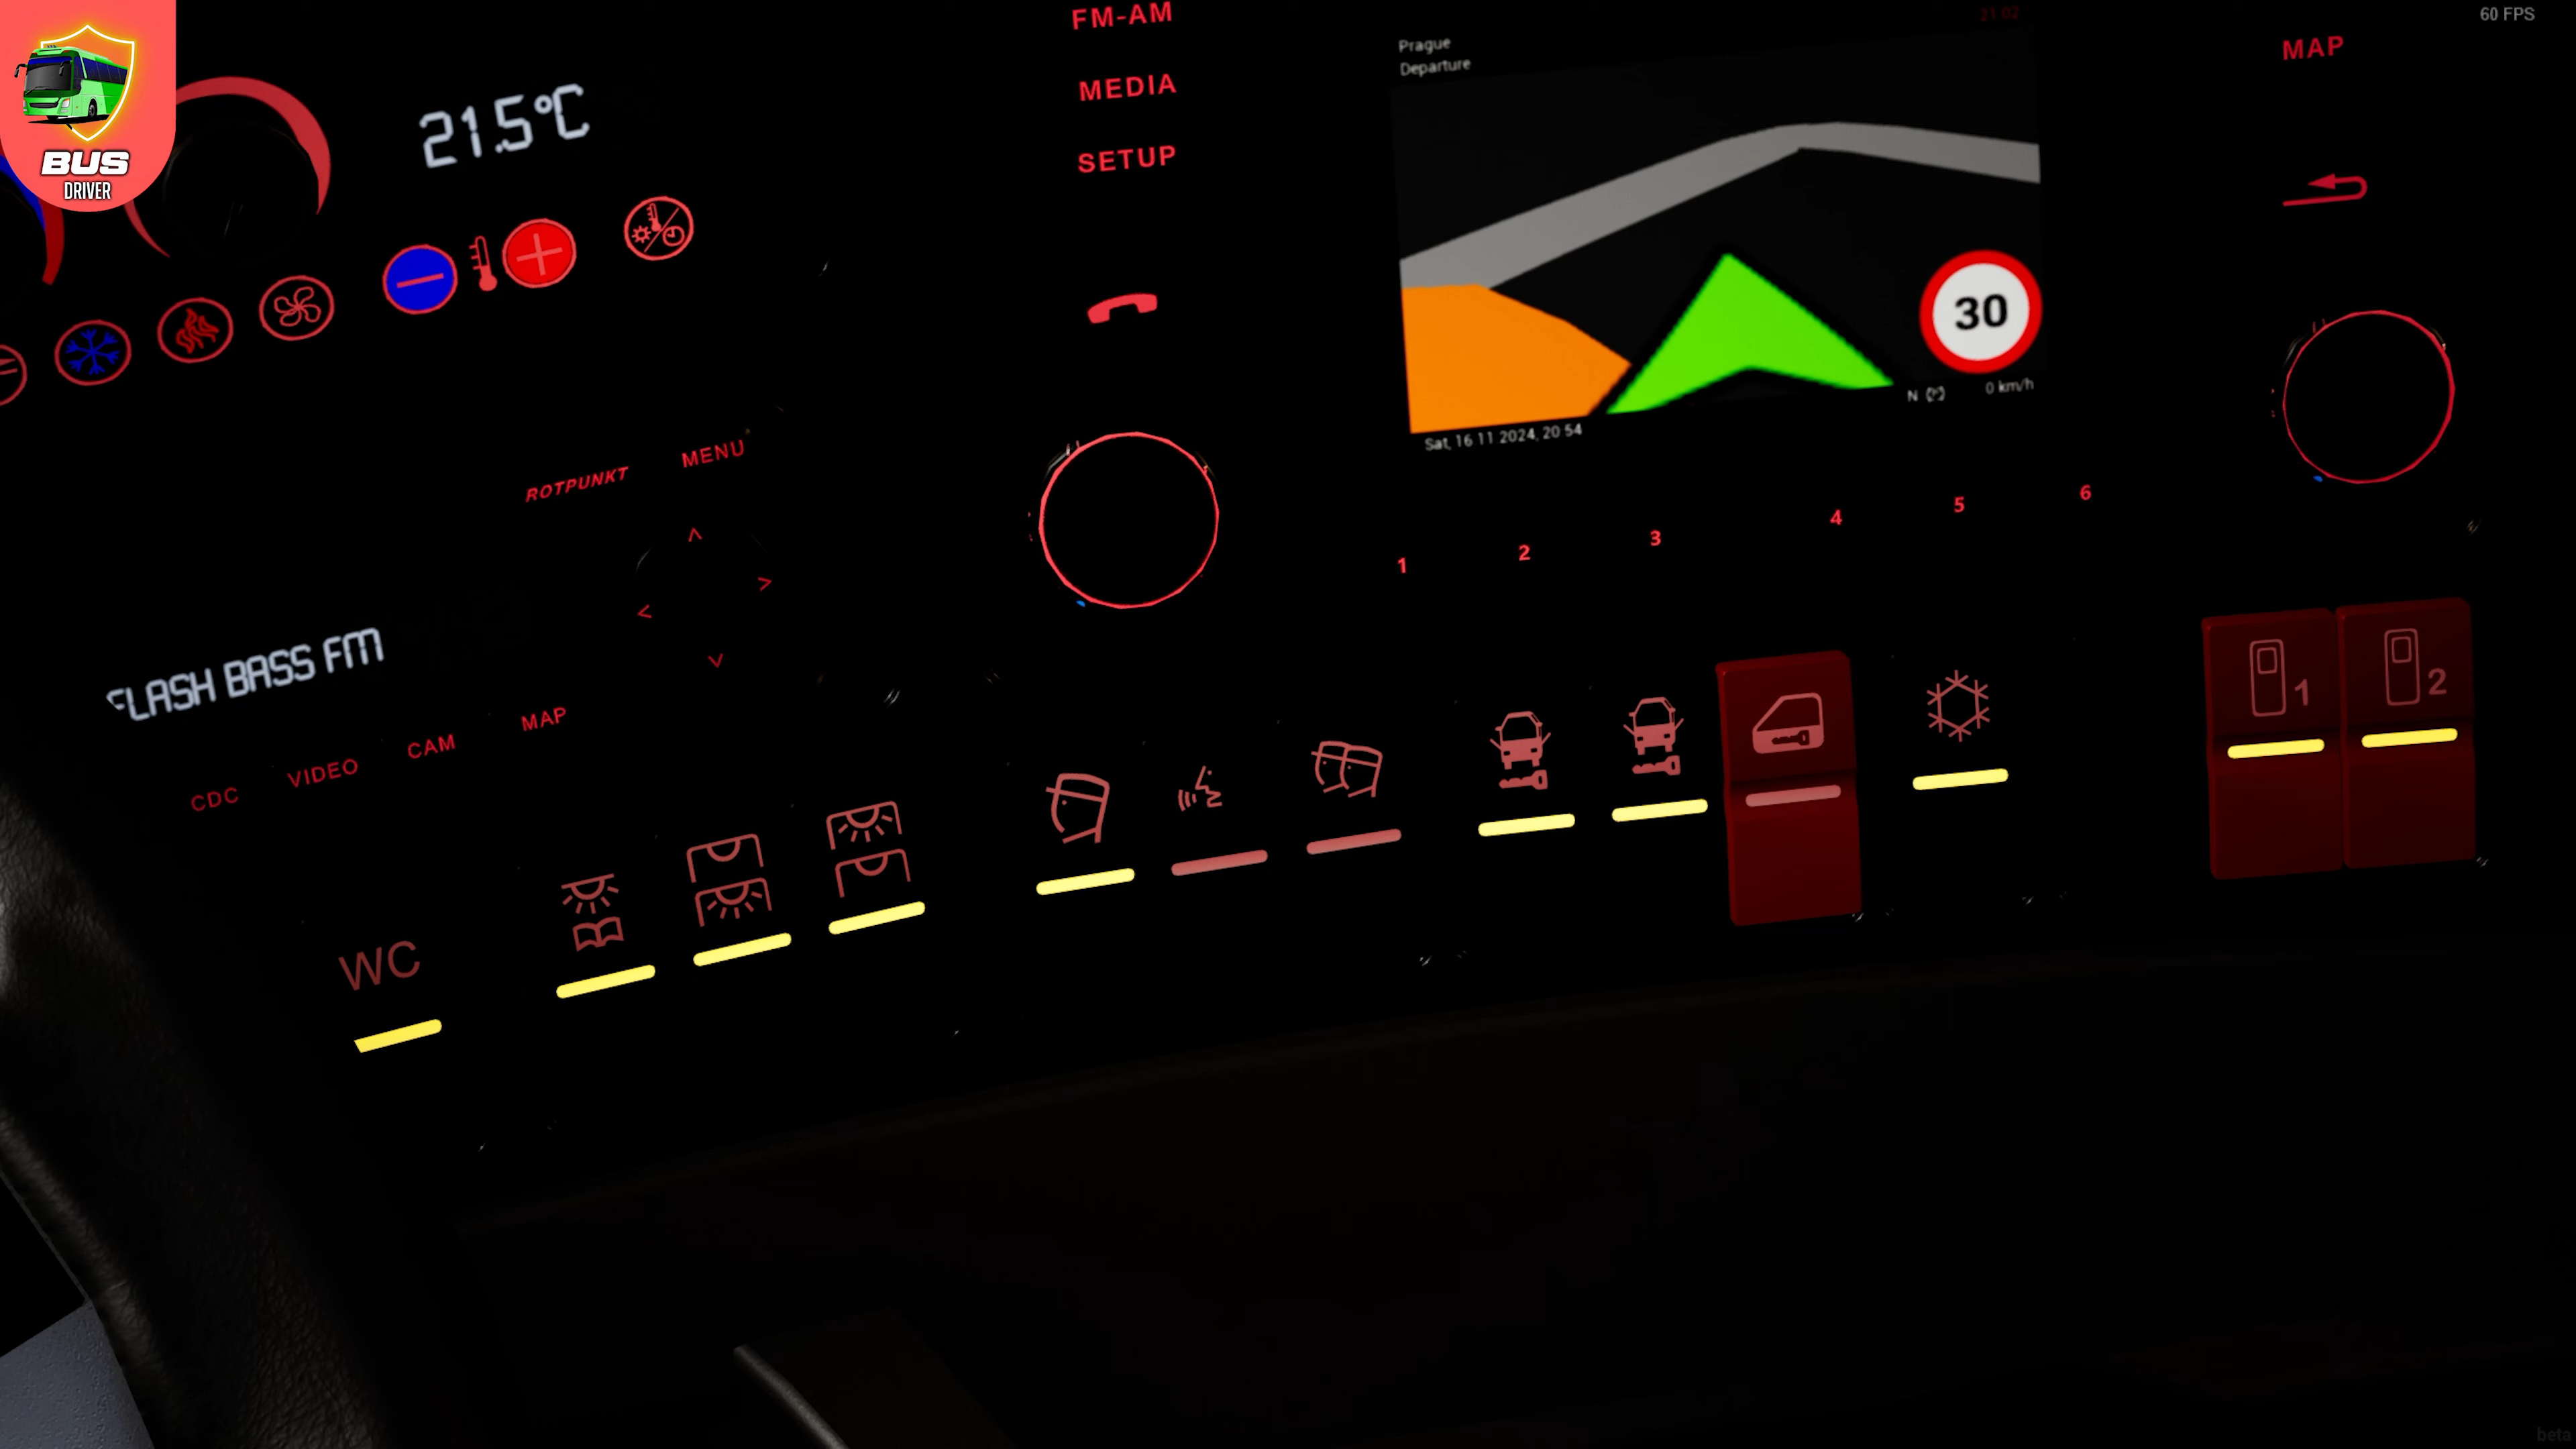 BUS
DRIVER
21.5°C
FM-AM
MEDIA
SETUP
Prague
Departure
21:02
60 FPS
MAP
30
N
0 km/h
Sat, 16 11 2024, 20:54
ROTPUNKT
MENU
1
2
3
4
5
6
FLASH BASS FM
CDC
VIDEO
CAM
MAP
WC
1
2
beta